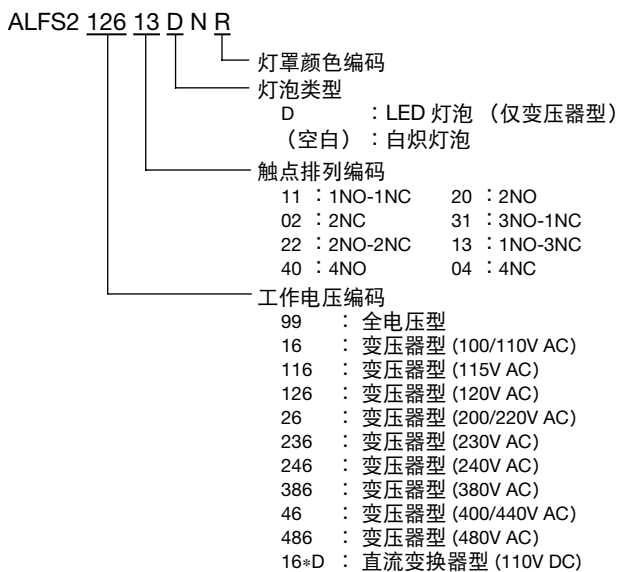 ALFS2 126 13 D N R
灯罩颜色编码
灯泡类型
D ：LED 灯泡 （仅变压器型）
（空白）：白炽灯泡
触点排列编码
11 ：1NO-1NC 20 ：2NO
02 ：2NC 31 ：3NO-1NC
22 ：2NO-2NC 13 ：1NO-3NC
40 ：4NO 04 ：4NC
工作电压编码
99 ： 全电压型
16 ： 变压器型 (100/110V AC)
116 ： 变压器型 (115V AC)
126 ： 变压器型 (120V AC)
26 ： 变压器型 (200/220V AC)
236 ： 变压器型 (230V AC)
246 ： 变压器型 (240V AC)
386 ： 变压器型 (380V AC)
46 ： 变压器型 (400/440V AC)
486 ： 变压器型 (480V AC)
16*D ： 直流变换器型 (110V DC)